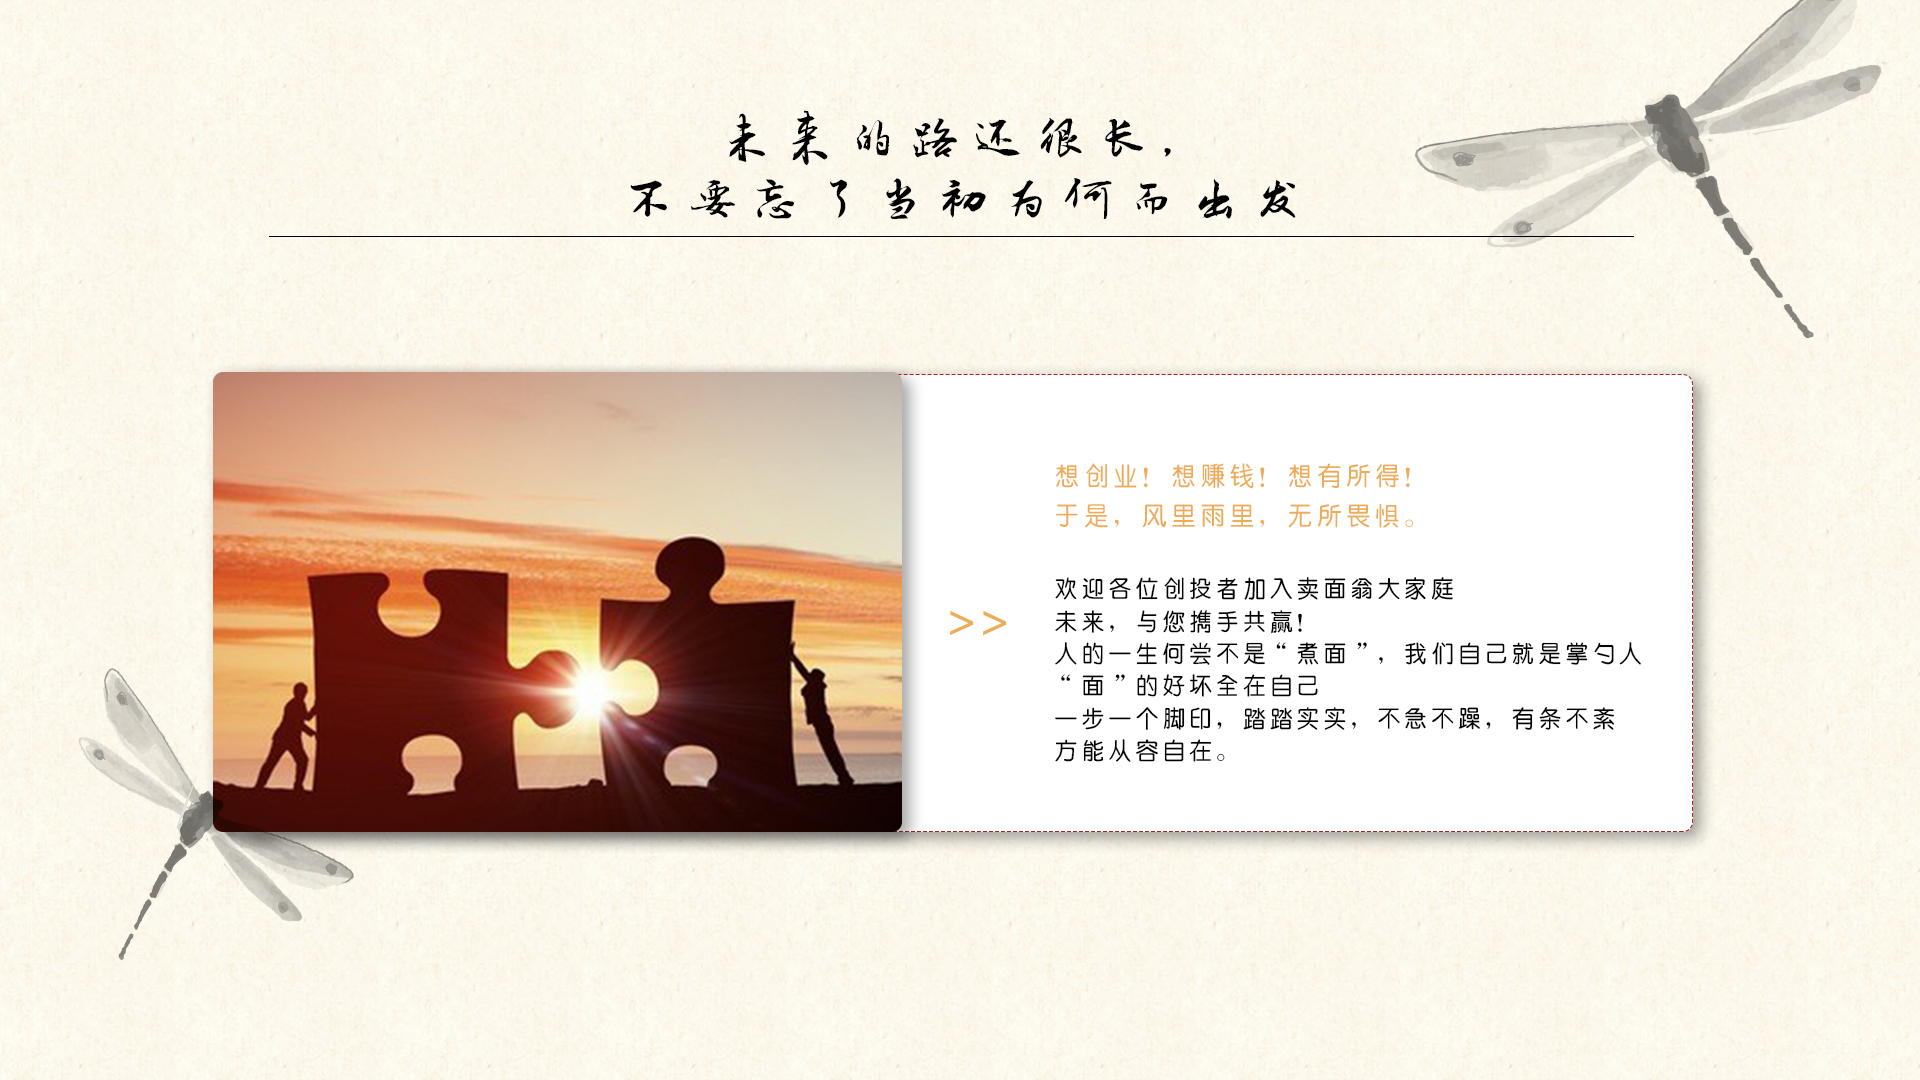 未来的路还很长，
不要忘了当初为何而出发
想创业！想赚钱！想有所得！
于是，风里雨里，无所畏惧。
>>
欢迎各位创投者加入卖面翁大家庭
未来，与您携手共赢！
人的一生何尝不是“煮面”，我们自己就是掌勺人
“面”的好坏全在自己
一步一个脚印，踏踏实实，不急不躁，有条不紊
方能从容自在。